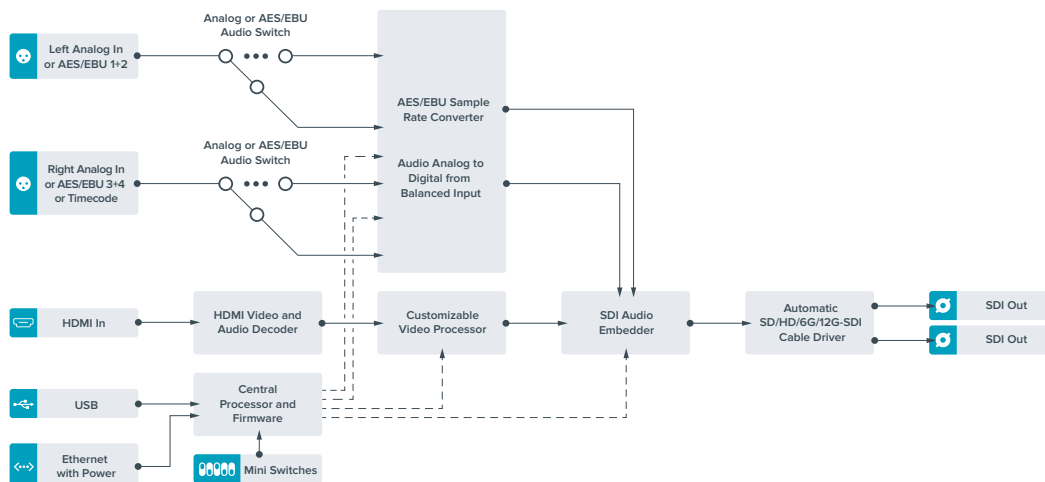 Analog or AES/EBU
Audio Switch
Left Analog In
or AES/EBU 1+2
AES/EBU Sample
Rate Converter
Analog or AES/EBU
Audio Switch
Right Analog In
or AES/EBU 3+4
or Timecode
Audio Analog to
Digital from
Balanced Input
HDMI In
HDMI Video and
Audio Decoder
Customizable
Video Processor
SDI Audio
Embedder
Automatic
SD/HD/6G/12G-SDI
Cable Driver
SDI Out
SDI Out
USB
Central
Processor and
Firmware
Ethernet
with Power
Mini Switches